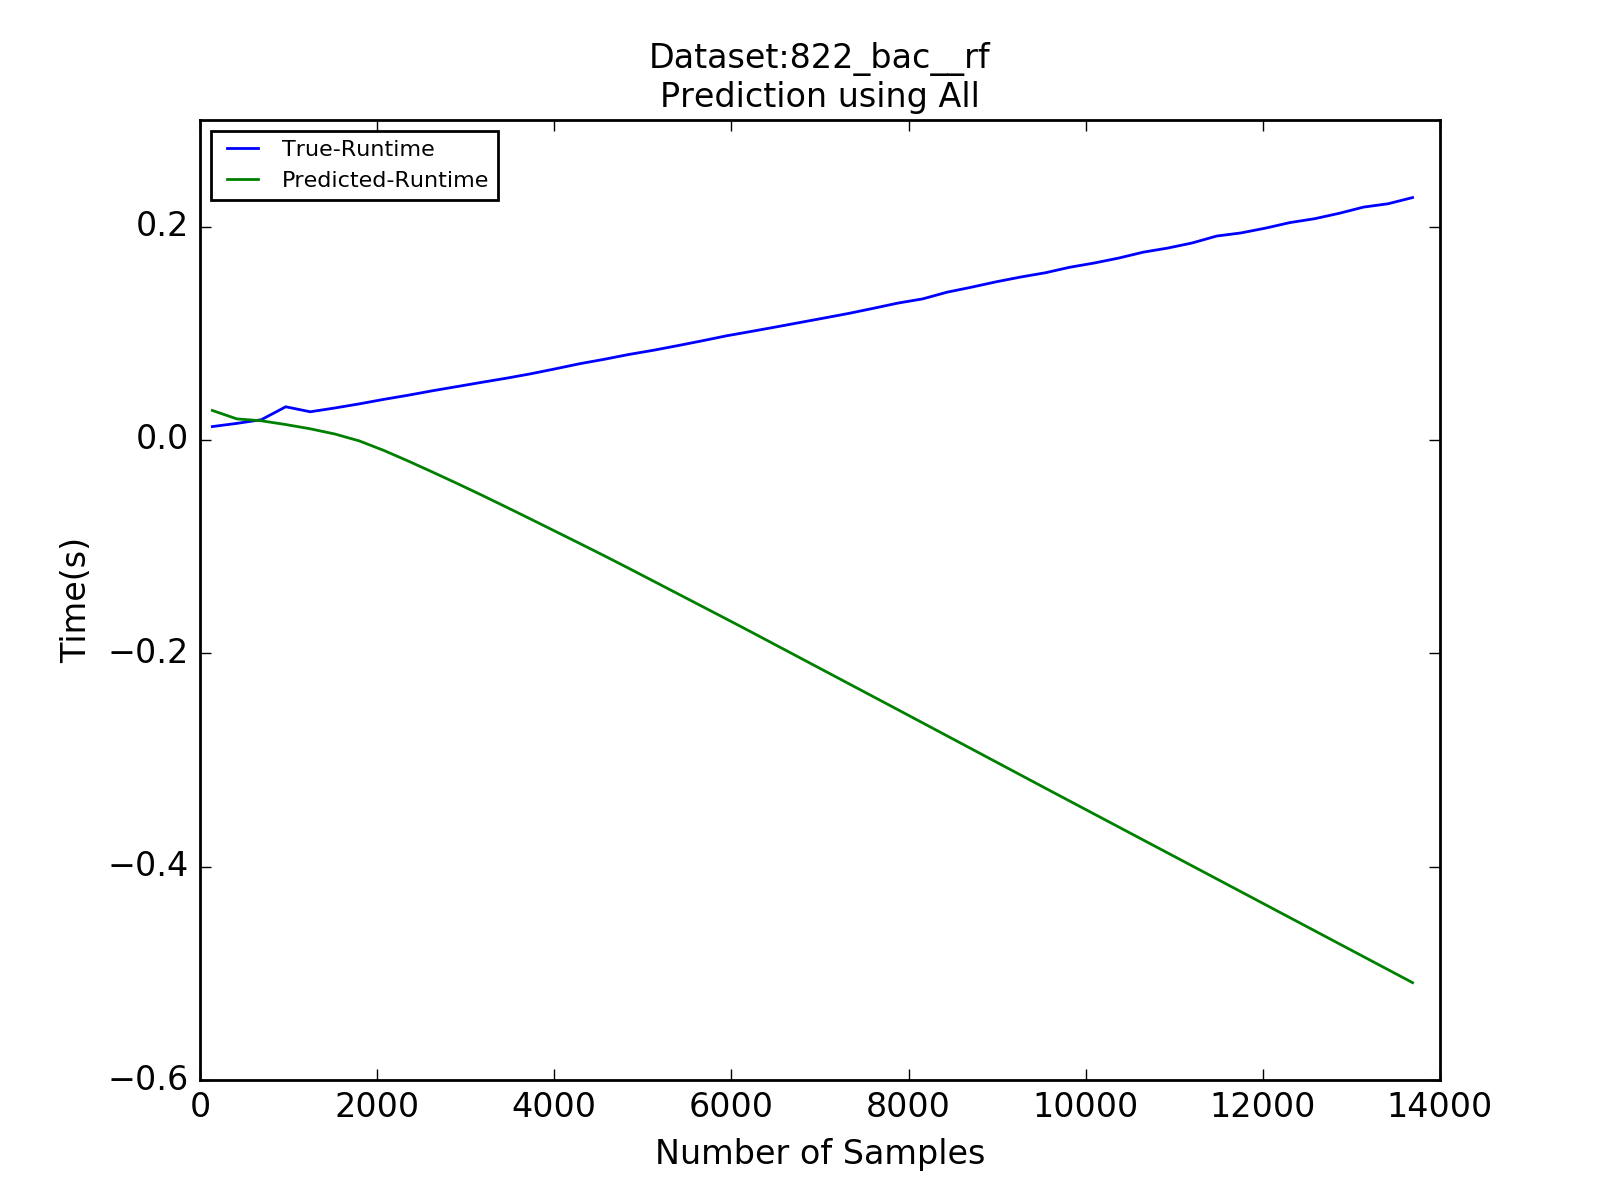 Dataset:822_bac__rf
Prediction using All
True-Runtime
Predicted-Runtime
0.2
0.0
−0.2
−0.4
−0.6
Time(s)
0 2000 4000 6000 8000 10000 12000 14000
Number of Samples